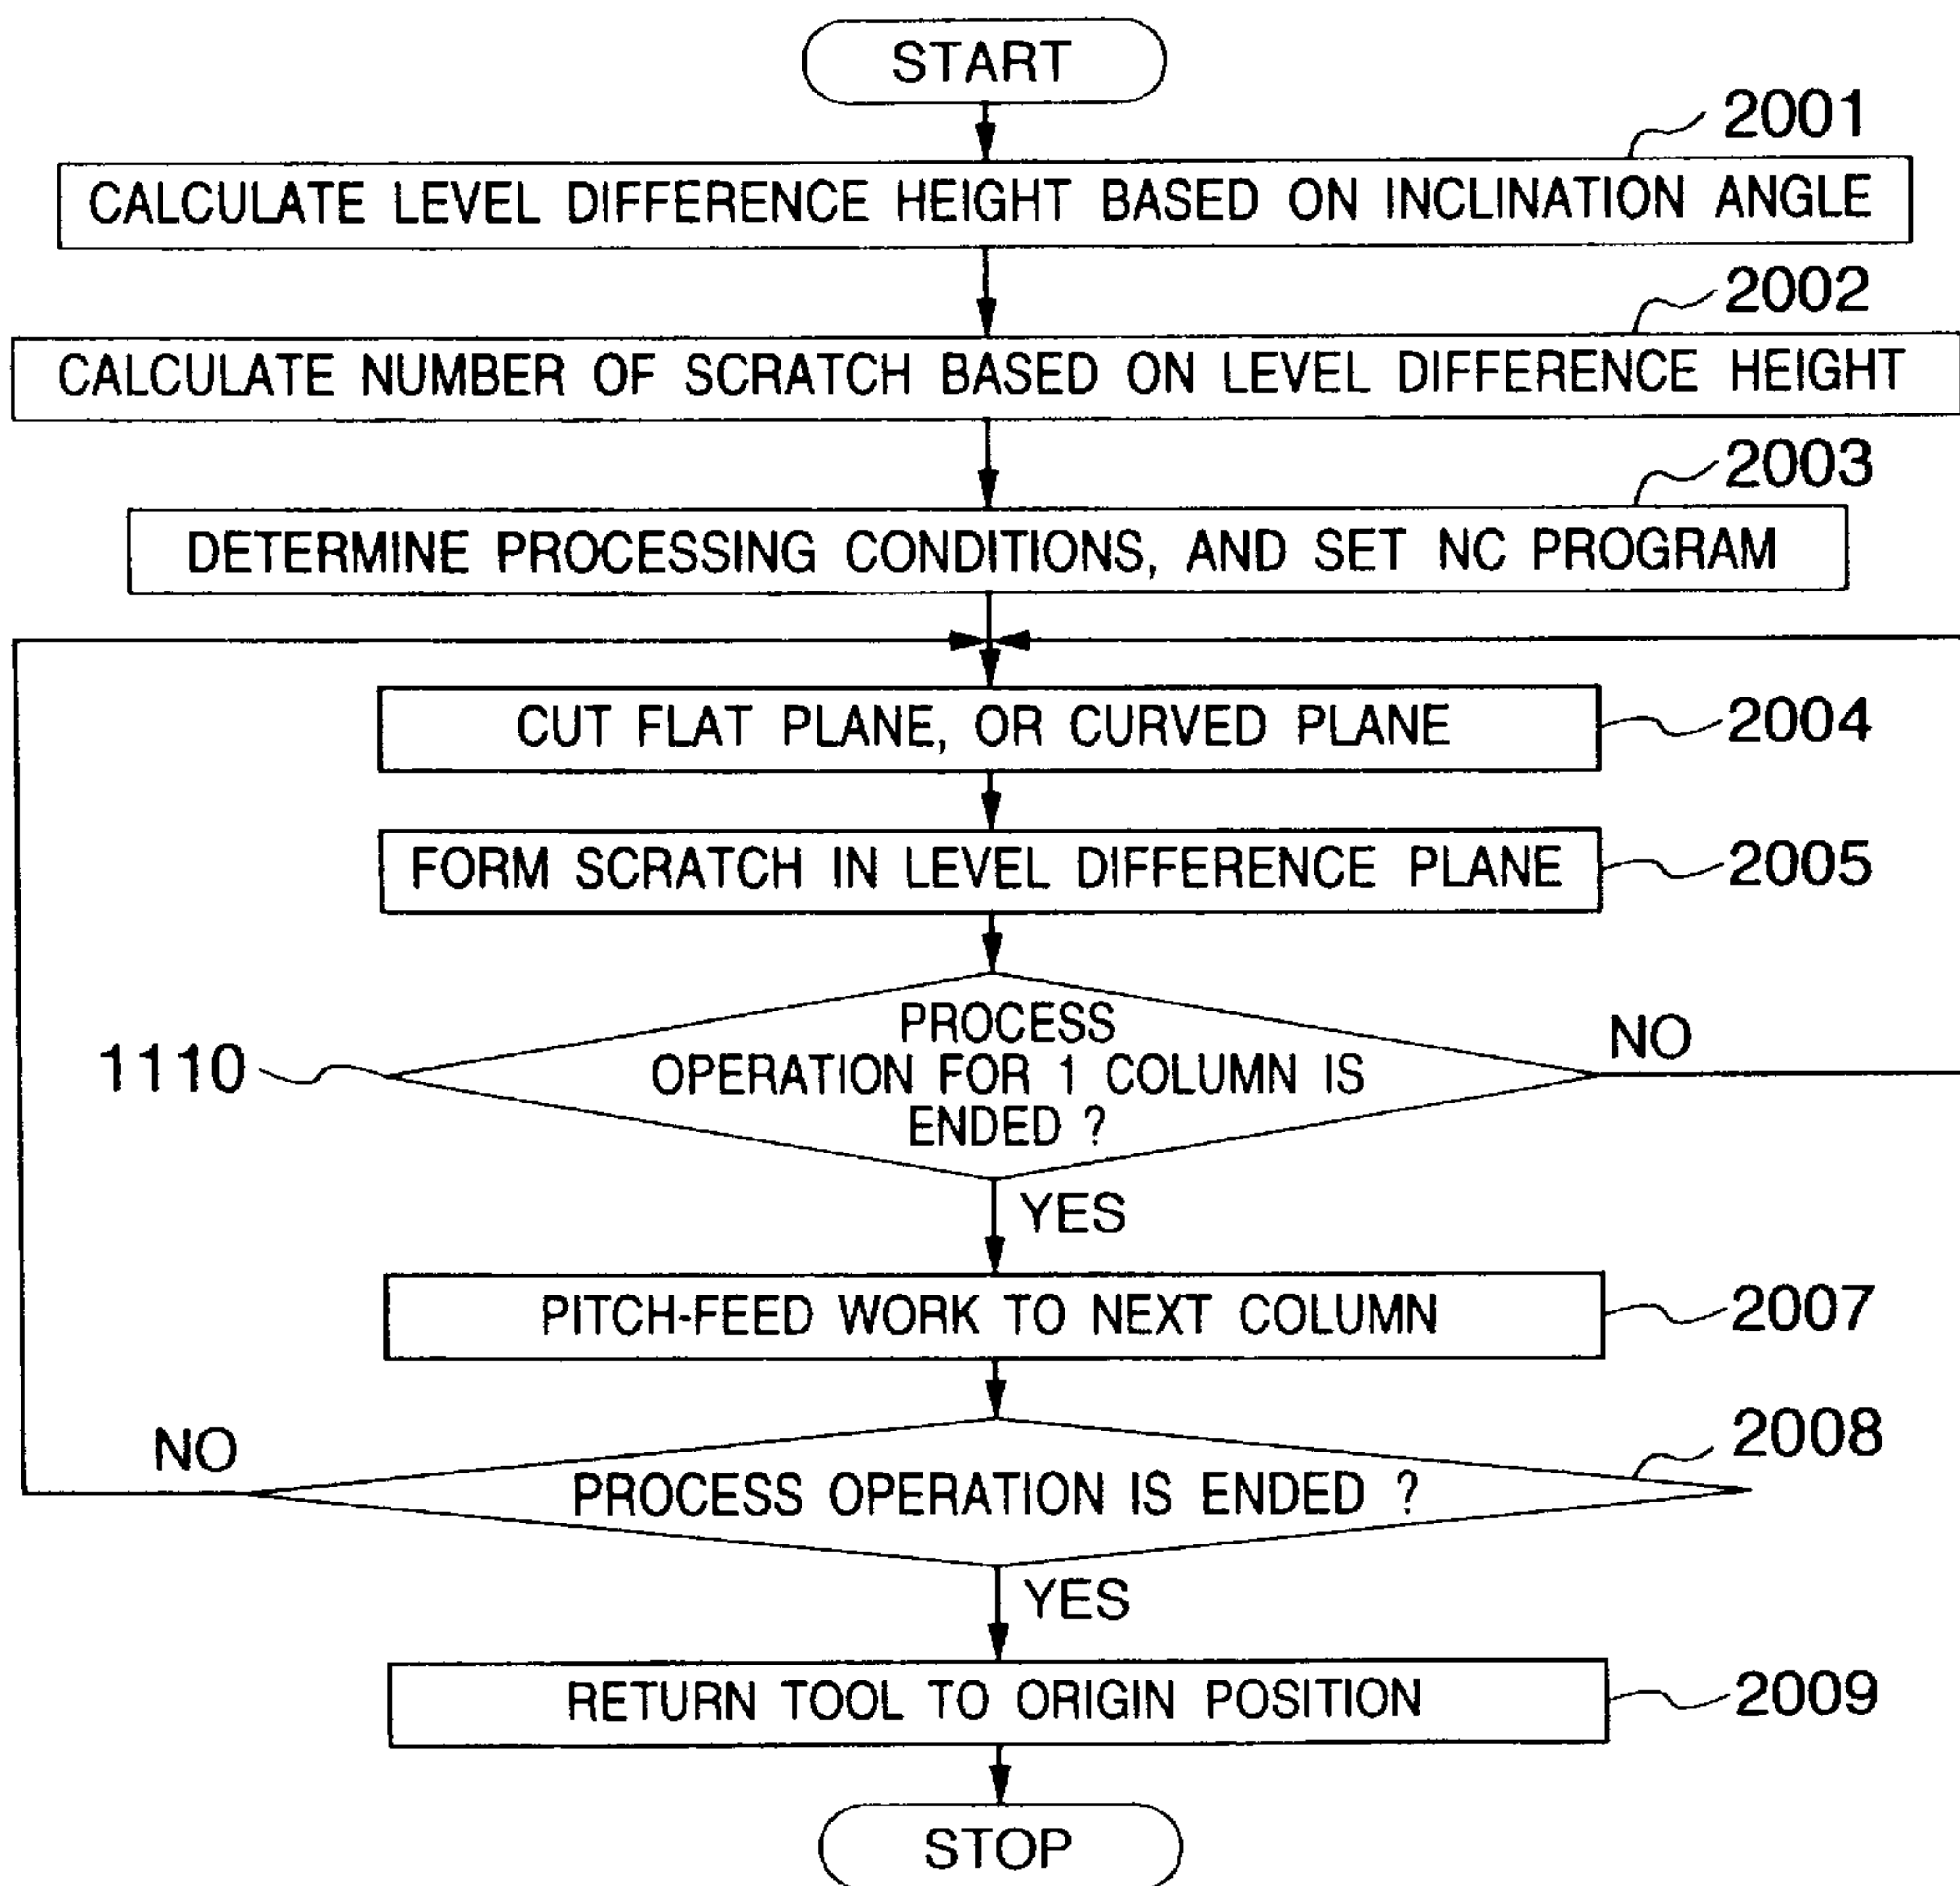 START
2001
CALCULATE LEVEL DIFFERENCE HEIGHT BASED ON INCLINATION ANGLE
2002
CALCULATE NUMBER OF SCRATCH BASED ON LEVEL DIFFERENCE HEIGHT
2003
DETERMINE PROCESSING CONDITIONS, AND SET NC PROGRAM
CUT FLAT PLANE, OR CURVED PLANE
2004
FORM SCRATCH IN LEVEL DIFFERENCE PLANE
2005
1110
PROCESS
OPERATION FOR 1 COLUMN IS
ENDED ?
NO
YES
PITCH-FEED WORK TO NEXT COLUMN
2007
NO
PROCESS OPERATION IS ENDED ?
2008
YES
RETURN TOOL TO ORIGIN POSITION
2009
STOP